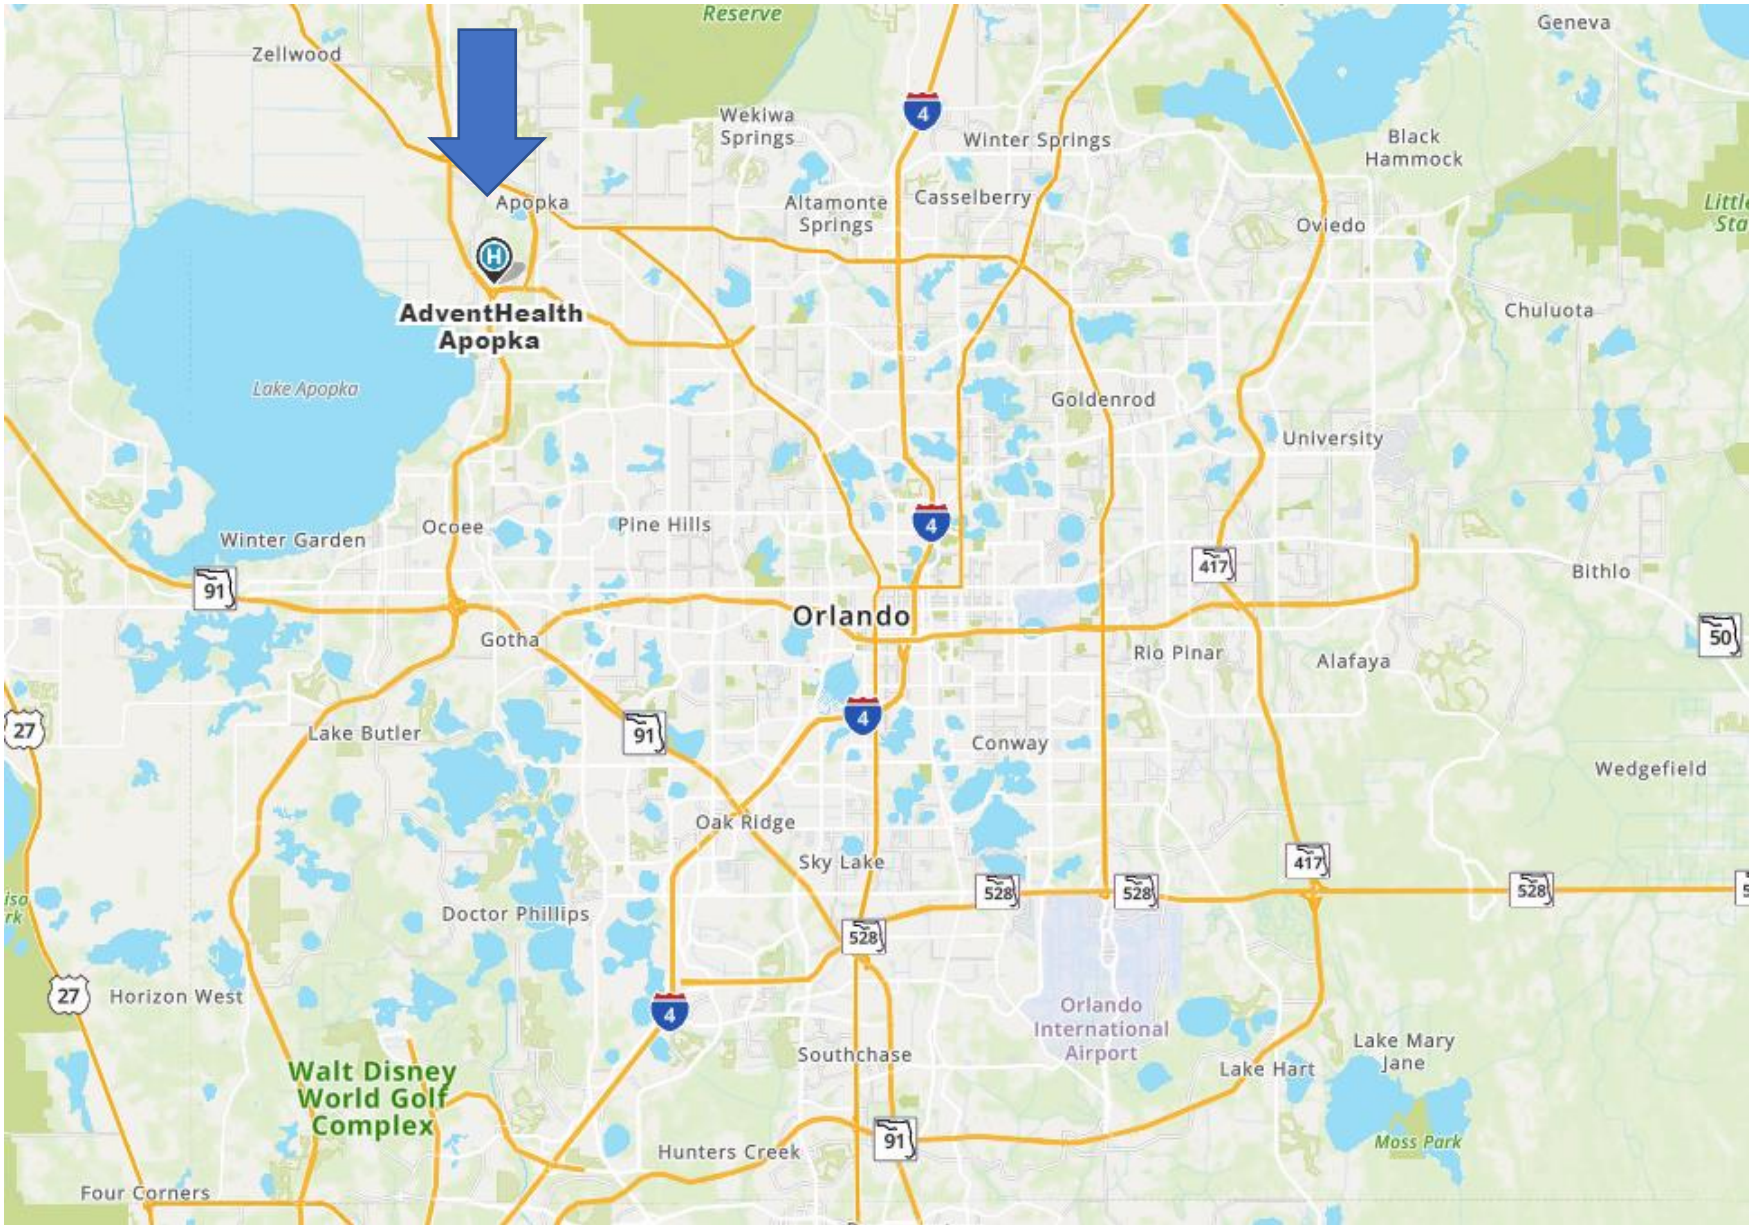 Reserve
Geneva
Zellwood
4
Wekiwa
Springs
Winter Springs
Black
Hammock
Apopka
Altamonte
Springs
Casselberry
Little
Sta
Oviedo
H
AdventHealth
Apopka
Chuluota
Lake Apopka
Goldenrod
University
Winter Garden
Ocoee
Pine Hills
4
417
Bithlo
91
Orlando
Gotha
50
Rio Pinar
Alafaya
27
Lake Butler
91
4
Conway
Wedgefield
Oak Ridge
Sky Lake
417
528
528
528
5
Doctor Phillips
528
27
Horizon West
4
Orlando
International
Airport
Southchase
Lake Hart
Lake Mary
Jane
Walt Disney
World Golf
Complex
Hunters Creek
91
Moss Park
Four Corners